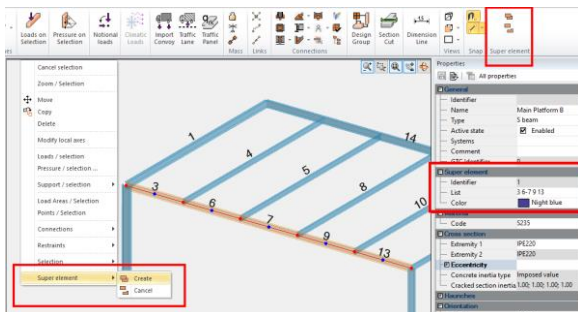 Loads on Selection
Pressure on Selection
Notional loads
Climatic loads
Import Convoy
Traffic Lane
Traffic Panel
Design Group
Section Cut
Dimension Line
Mass
Links
Connections
Views
Snap
Super element
Cancel selection
Zoom / Selection
Move
Copy
Delete
Modify local axes
Loads / selection
Pressure / selection ...
Support / selection
Load Areas / Selection
Points / Selection
Connections
Restraints
Selection
Super element
Create
Cancel
1
4
5
8
10
14
3
6
7
9
13
Properties
All properties
General
Identifier
Name Main Platform B
Type S beam
Active state Enabled
Systems
Comment
GTC Identifier 0
Super element
Identifier 1
List 3 6-7 9 13
Color Night blue
Material
Code S235
Cross section
Extremity 1 IPE220
Extremity 2 IPE220
Eccentricity
Concrete inertia type Imposed value
Cracked section inertia 1.00; 1.00; 1.00; 1.00
Haunches
Orientation